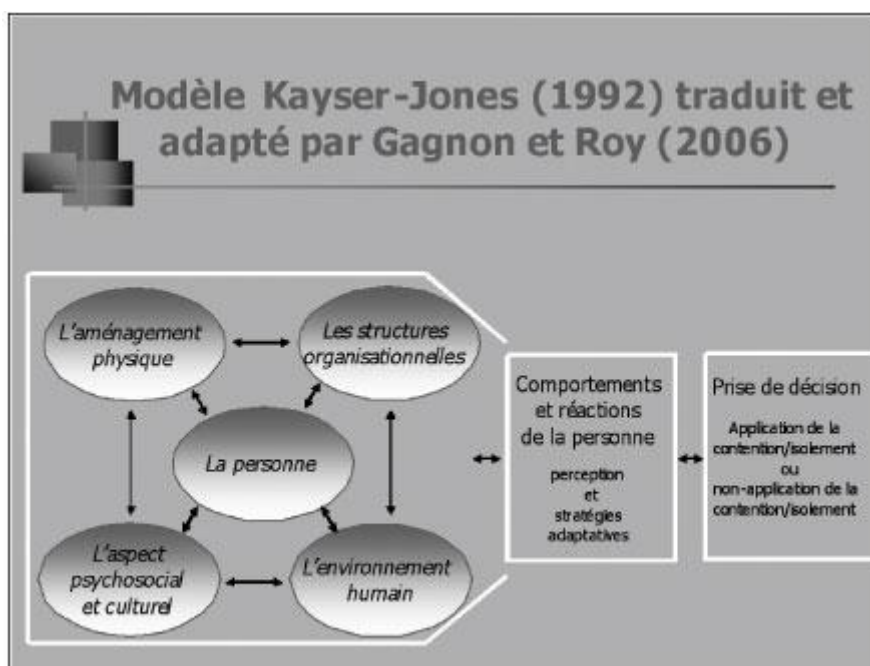 Modèle Kayser-Jones (1992) traduit et
adapté par Gagnon et Roy (2006)
L'aménagement
physique
Les structures
organisationnelles
La personne
L'aspect
psychosocial
et culturel
L'environnement
humain
Comportements
et réactions
de la personne
perception
et
stratégies
adaptatives
Prise de décision
Application de la
contention/isolement
ou
non-application de la
contention/isolement